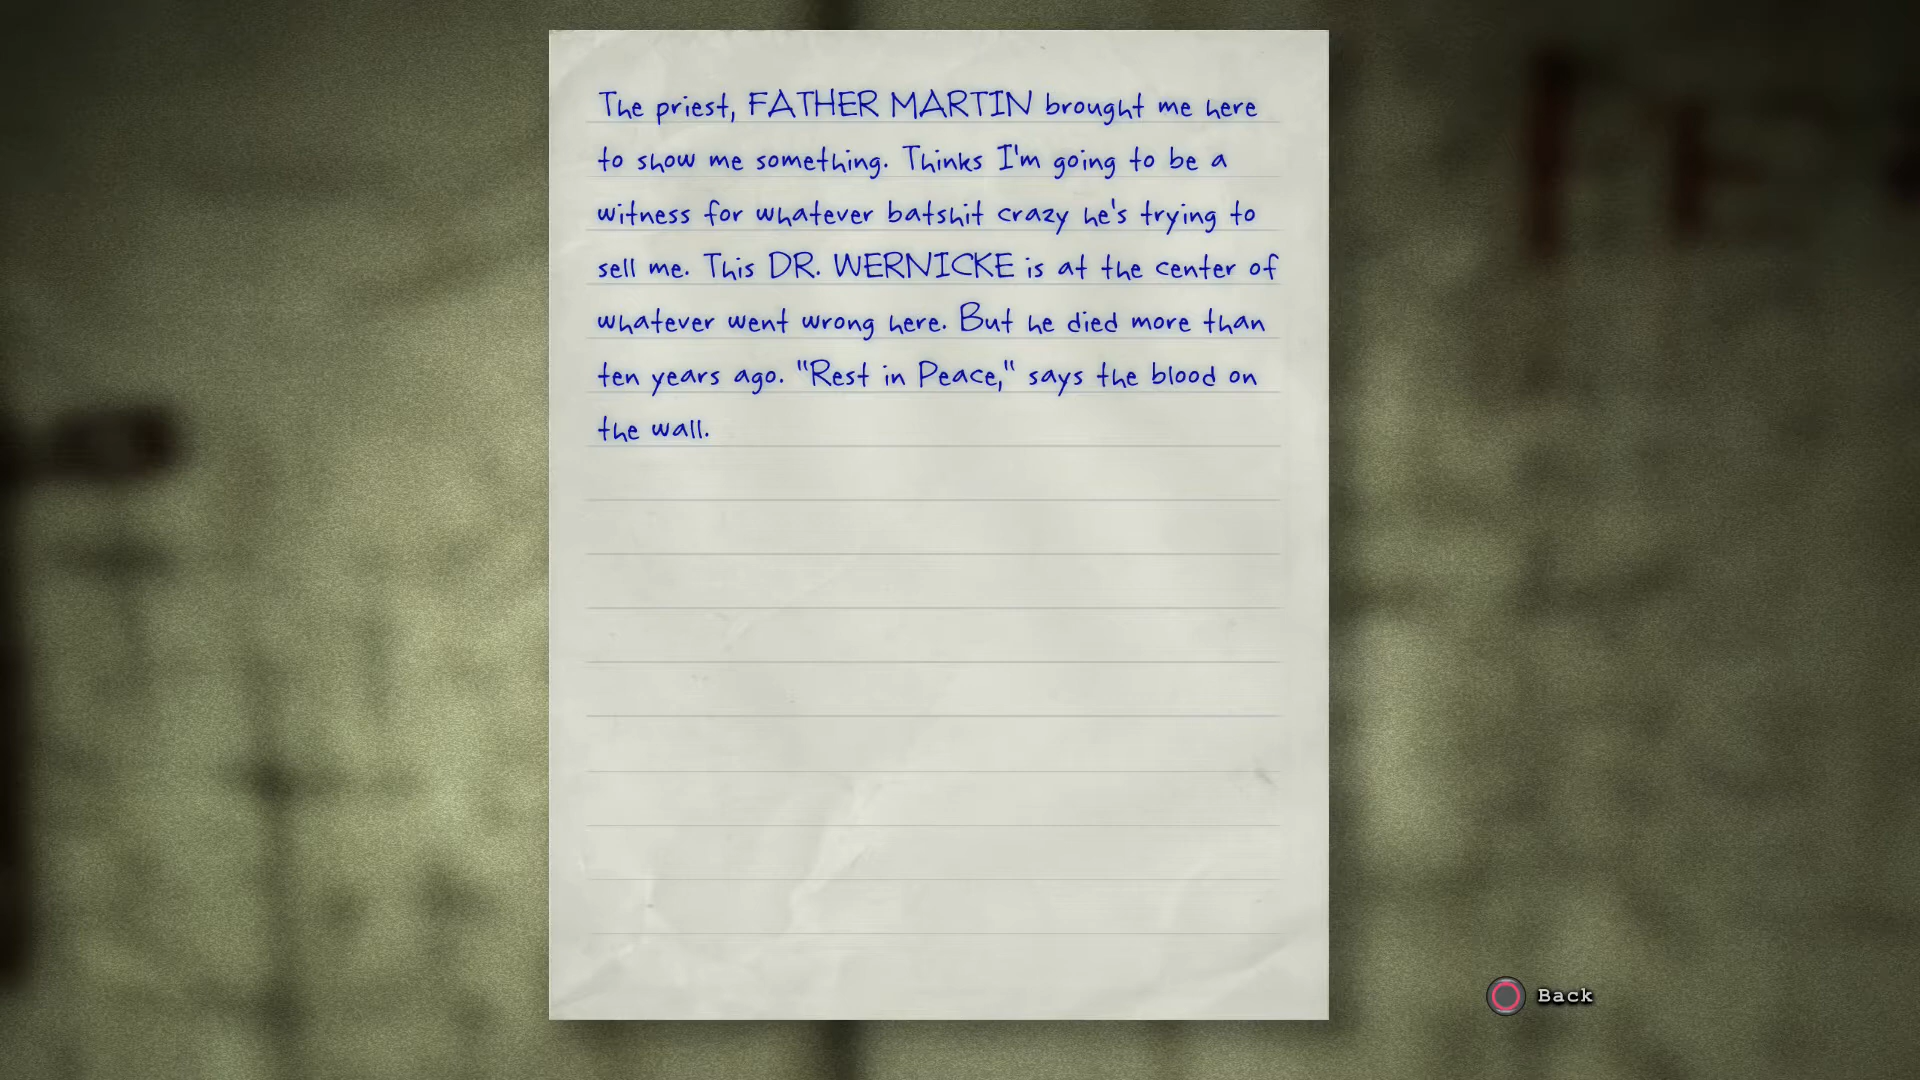 The priest, FATHER MARTIN brought me here
to show me something. Thinks I'm going to be a
witness for whatever batshit crazy he's trying to
sell me. This DR. WERNICKE is at the center of
whatever went wrong here. But he died more than
ten years ago. "Rest in Peace," says the blood on
the wall.
Back